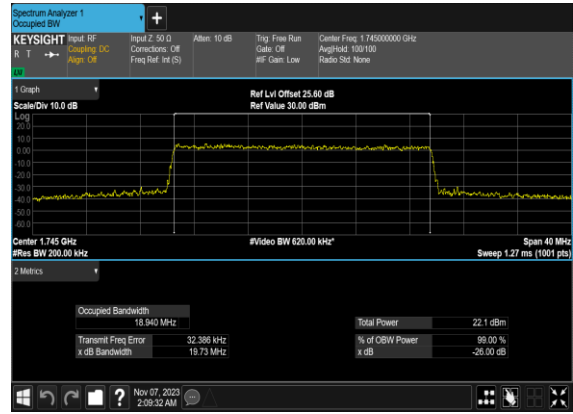 Spectrum Analyzer 1
Occupied BW
KEYSIGHT
R T
LW
Input: RF
Coupling: DC
Align: Off
Input Z: 50 Ω
Corrections: Off
Freq Ref: Int (S)
Atten: 10 dB
Trig: Free Run
Gate: Off
#IF Gain: Low
Center Freq: 1.745000000 GHz
Avg|Hold: 100/100
Radio Std: None
1 Graph
Scale/Div 10.0 dB
Ref Lvl Offset 25.60 dB
Ref Value 30.00 dBm
Log
20.0
10.0
0.00
-10.0
-20.0
-30.0
-40.0
-50.0
-60.0
Center 1.745 GHz
#Res BW 200.00 kHz
#Video BW 620.00 kHz*
Span 40 MHz
Sweep 1.27 ms (1001 pts)
2 Metrics
Occupied Bandwidth
18.940 MHz
Total Power 22.1 dBm
Transmit Freq Error 32.386 kHz
% of OBW Power 99.00 %
x dB Bandwidth 19.73 MHz
x dB -26.00 dB
?
Nov 07, 2023
2:09:32 AM